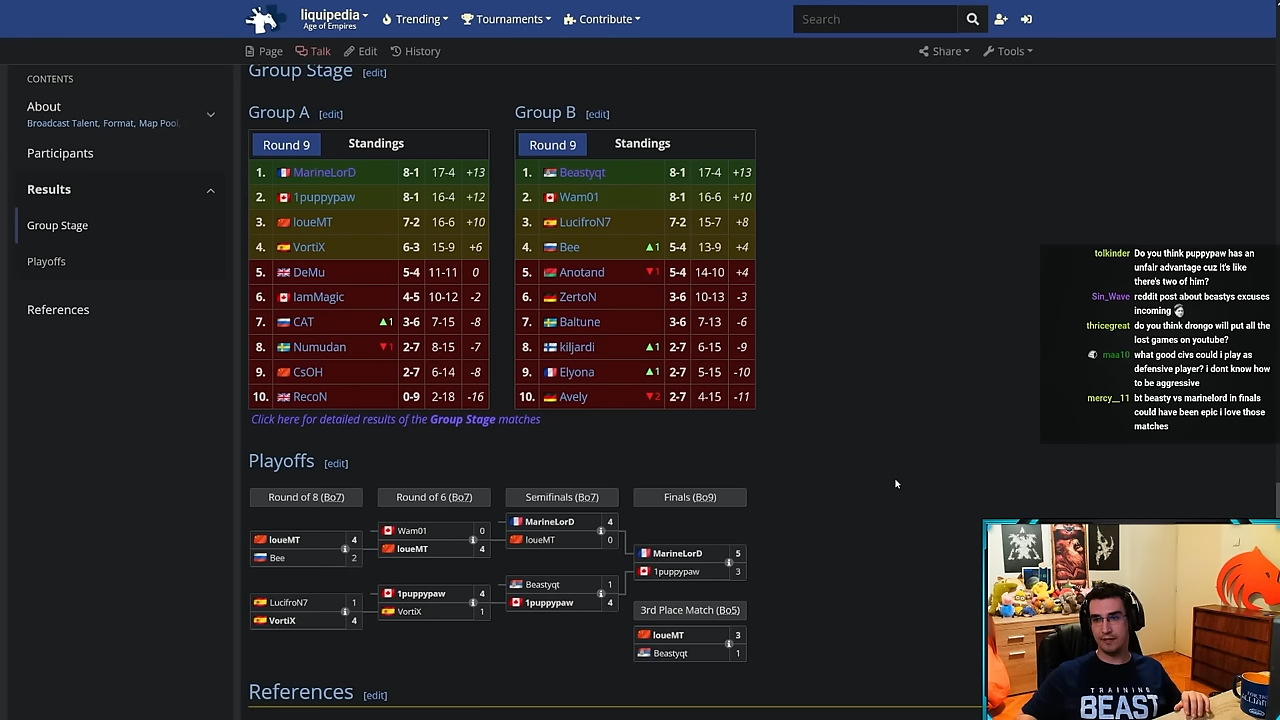 liquipedia
Age of Empires
Trending
Tournaments
Contribute
Search
Page
Talk
Edit
History
Share
Tools
CONTENTS
About
Broadcast Talent, Format, Map Pool,
Participants
Results
Group Stage
Playoffs
References
Group Stage [edit]
Group A [edit]
Round 9 Standings
1. MarineLorD 8-1 17-4 +13
2. 1puppypaw 8-1 16-4 +12
3. loueMT 7-2 16-6 +10
4. VortiX 6-3 15-9 +6
5. DeMu 5-4 11-11 0
6. IamMagic 4-5 10-12 -2
7. CAT ▲1 3-6 7-15 -8
8. Numudan ▼1 2-7 8-15 -7
9. CsOH 2-7 6-14 -8
10. RecoN 0-9 2-18 -16
Group B [edit]
Round 9 Standings
1. Beastyqt 8-1 17-4 +13
2. Wam01 8-1 16-6 +10
3. LucifroN7 7-2 15-7 +8
4. Bee ▲1 5-4 13-9 +4
5. Anotand ▼1 5-4 14-10 +4
6. ZertoN 3-6 10-13 -3
7. Baltune 3-6 7-13 -6
8. kiljardi ▲1 2-7 6-15 -9
9. Elyona ▲1 2-7 5-15 -10
10. Avely ▼2 2-7 4-15 -11
Click here for detailed results of the Group Stage matches
Playoffs [edit]
Round of 8 (Bo7)
loueMT 4
Bee 2
LucifroN7 1
VortiX 4
Round of 6 (Bo7)
Wam01 0
loueMT 4
1puppypaw 4
VortiX 1
Semifinals (Bo7)
MarineLorD 4
loueMT 0
Beastyqt 1
1puppypaw 4
Finals (Bo9)
MarineLorD 5
1puppypaw 3
3rd Place Match (Bo5)
loueMT 3
Beastyqt 1
References [edit]
tolkinder Do you think puppypaw has an
unfair advantage cuz it's like
there's two of him?
Sin_Wave reddit post about beastys excuses
incoming
thricegreat do you think drongo will put all the
lost games on youtube?
maa10 what good civs could i play as
defensive player? i dont know how
to be aggressive
mercy__11 bt beasty vs marinelord in finals
could have been epic i love those
matches
TRAINING
BEAST